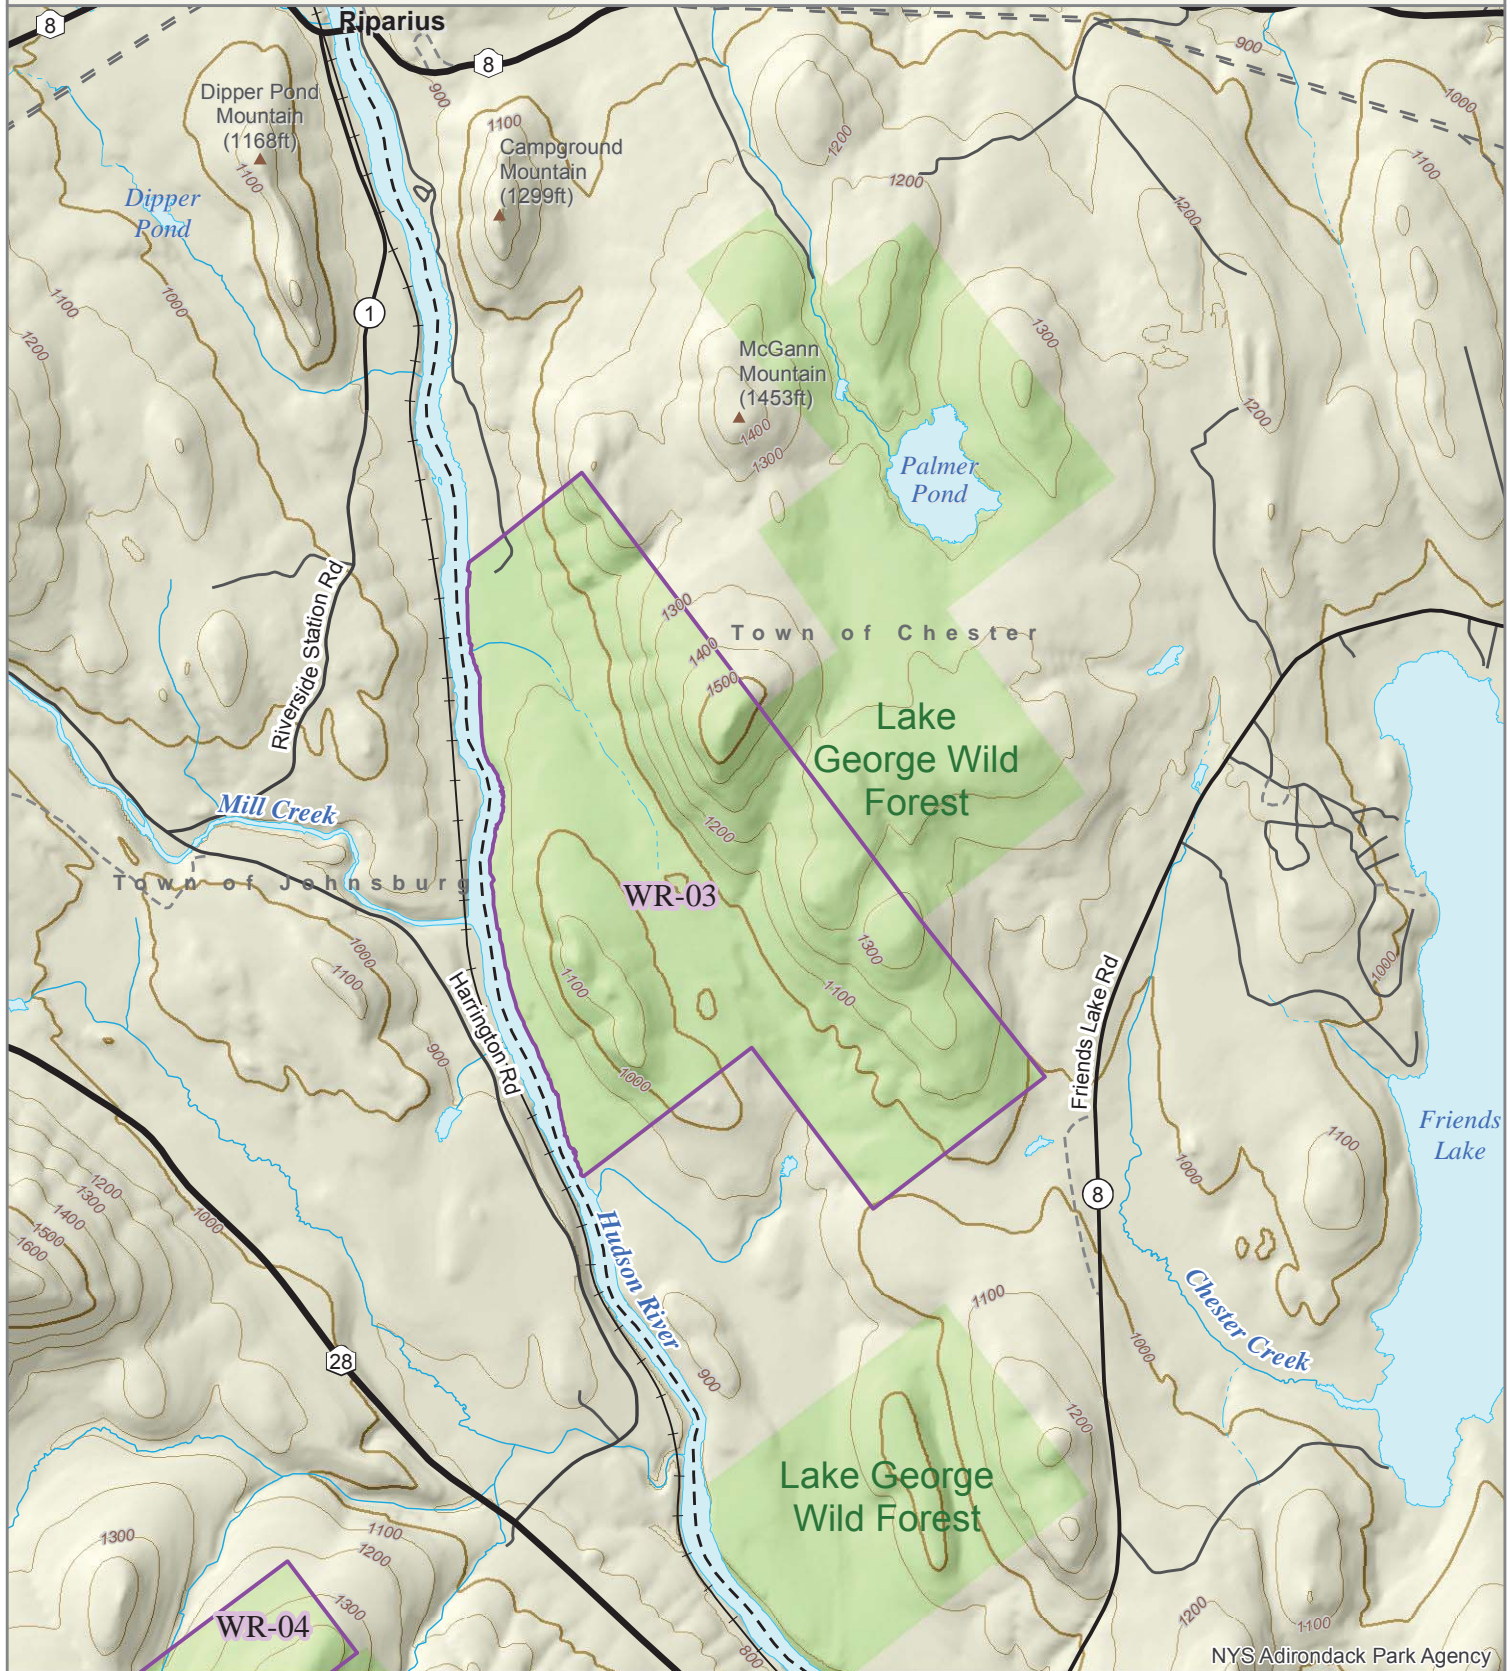 8
Riparius
8
900
900
1000
Dipper Pond
Mountain
(1168ft)
1100
1100
Campground
Mountain
(1299ft)
1200
1200
1100
Dipper
Pond
1200
1100
1000
1
1200
1300
McGann
Mountain
(1453ft)
1400
1300
1200
Palmer
Pond
Riverside Station Rd
1300
1400
1500
Town of Chester
Lake
George Wild
Forest
Mill Creek
1200
Town of Johnsburg
WR-03
1000
1100
1100
1300
1100
1000
Harrington Rd
900
1000
Friends Lake Rd
Friends
Lake
1100
1000
8
1200
1300
1400
1500
1600
1000
Hudson River
Chester Creek
1100
1000
28
900
1200
Lake George
Wild Forest
1300
1100
1200
1300
WR-04
800
1200
1100
NYS Adirondack Park Agency